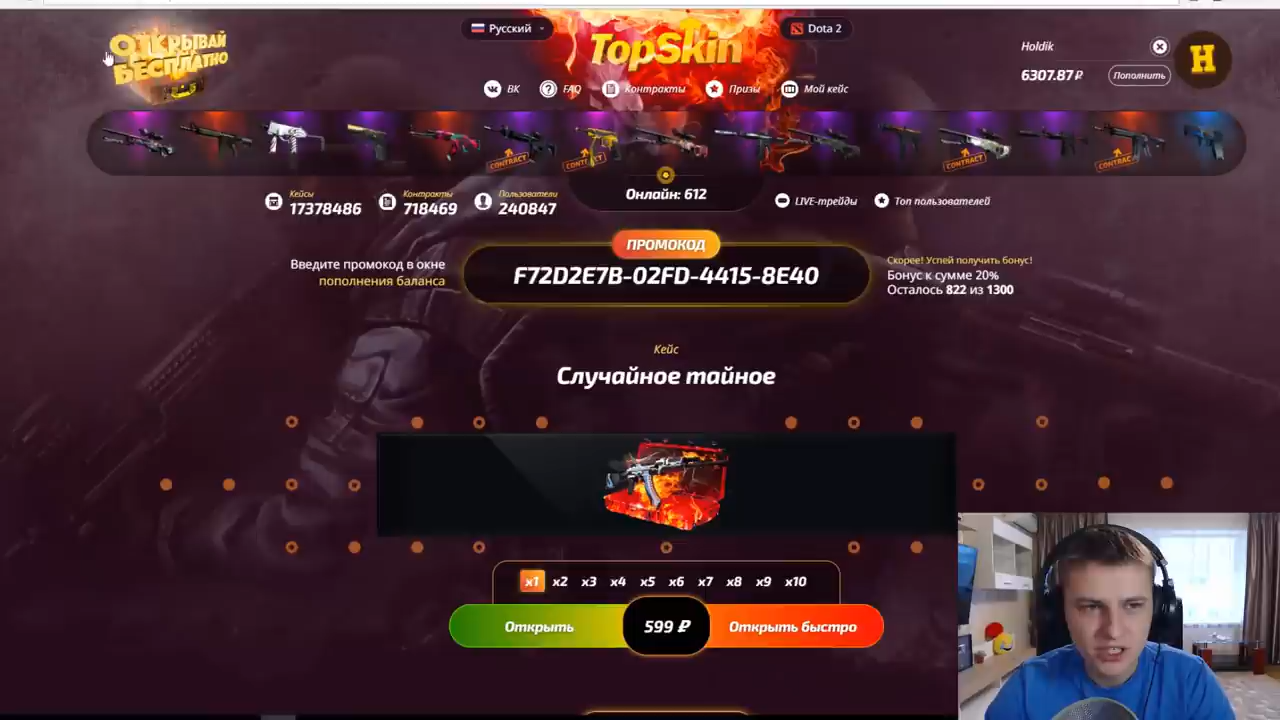 ОТКРЫВАЙ
БЕСПЛАТНО
Русский
TopSkin
Dota 2
Holdik
6307.87 ₽
Пополнить
H
ВК
FAQ
Контракты
Призы
Мой кейс
CONTRACT
CONTRACT
CONTRACT
Кейсы
17378486
Контракты
718469
Пользователи
240847
Онлайн: 612
LIVE-трейды
Топ пользователей
ПРОМОКОД
Введите промокод в окне
пополнения баланса
F72D2E7B-02FD-4415-8E40
Скорее! Успей получить бонус!
Бонус к сумме 20%
Осталось 822 из 1300
Кейс
Случайное тайное
x1 x2 x3 x4 x5 x6 x7 x8 x9 x10
Открыть
599 ₽
Открыть быстро